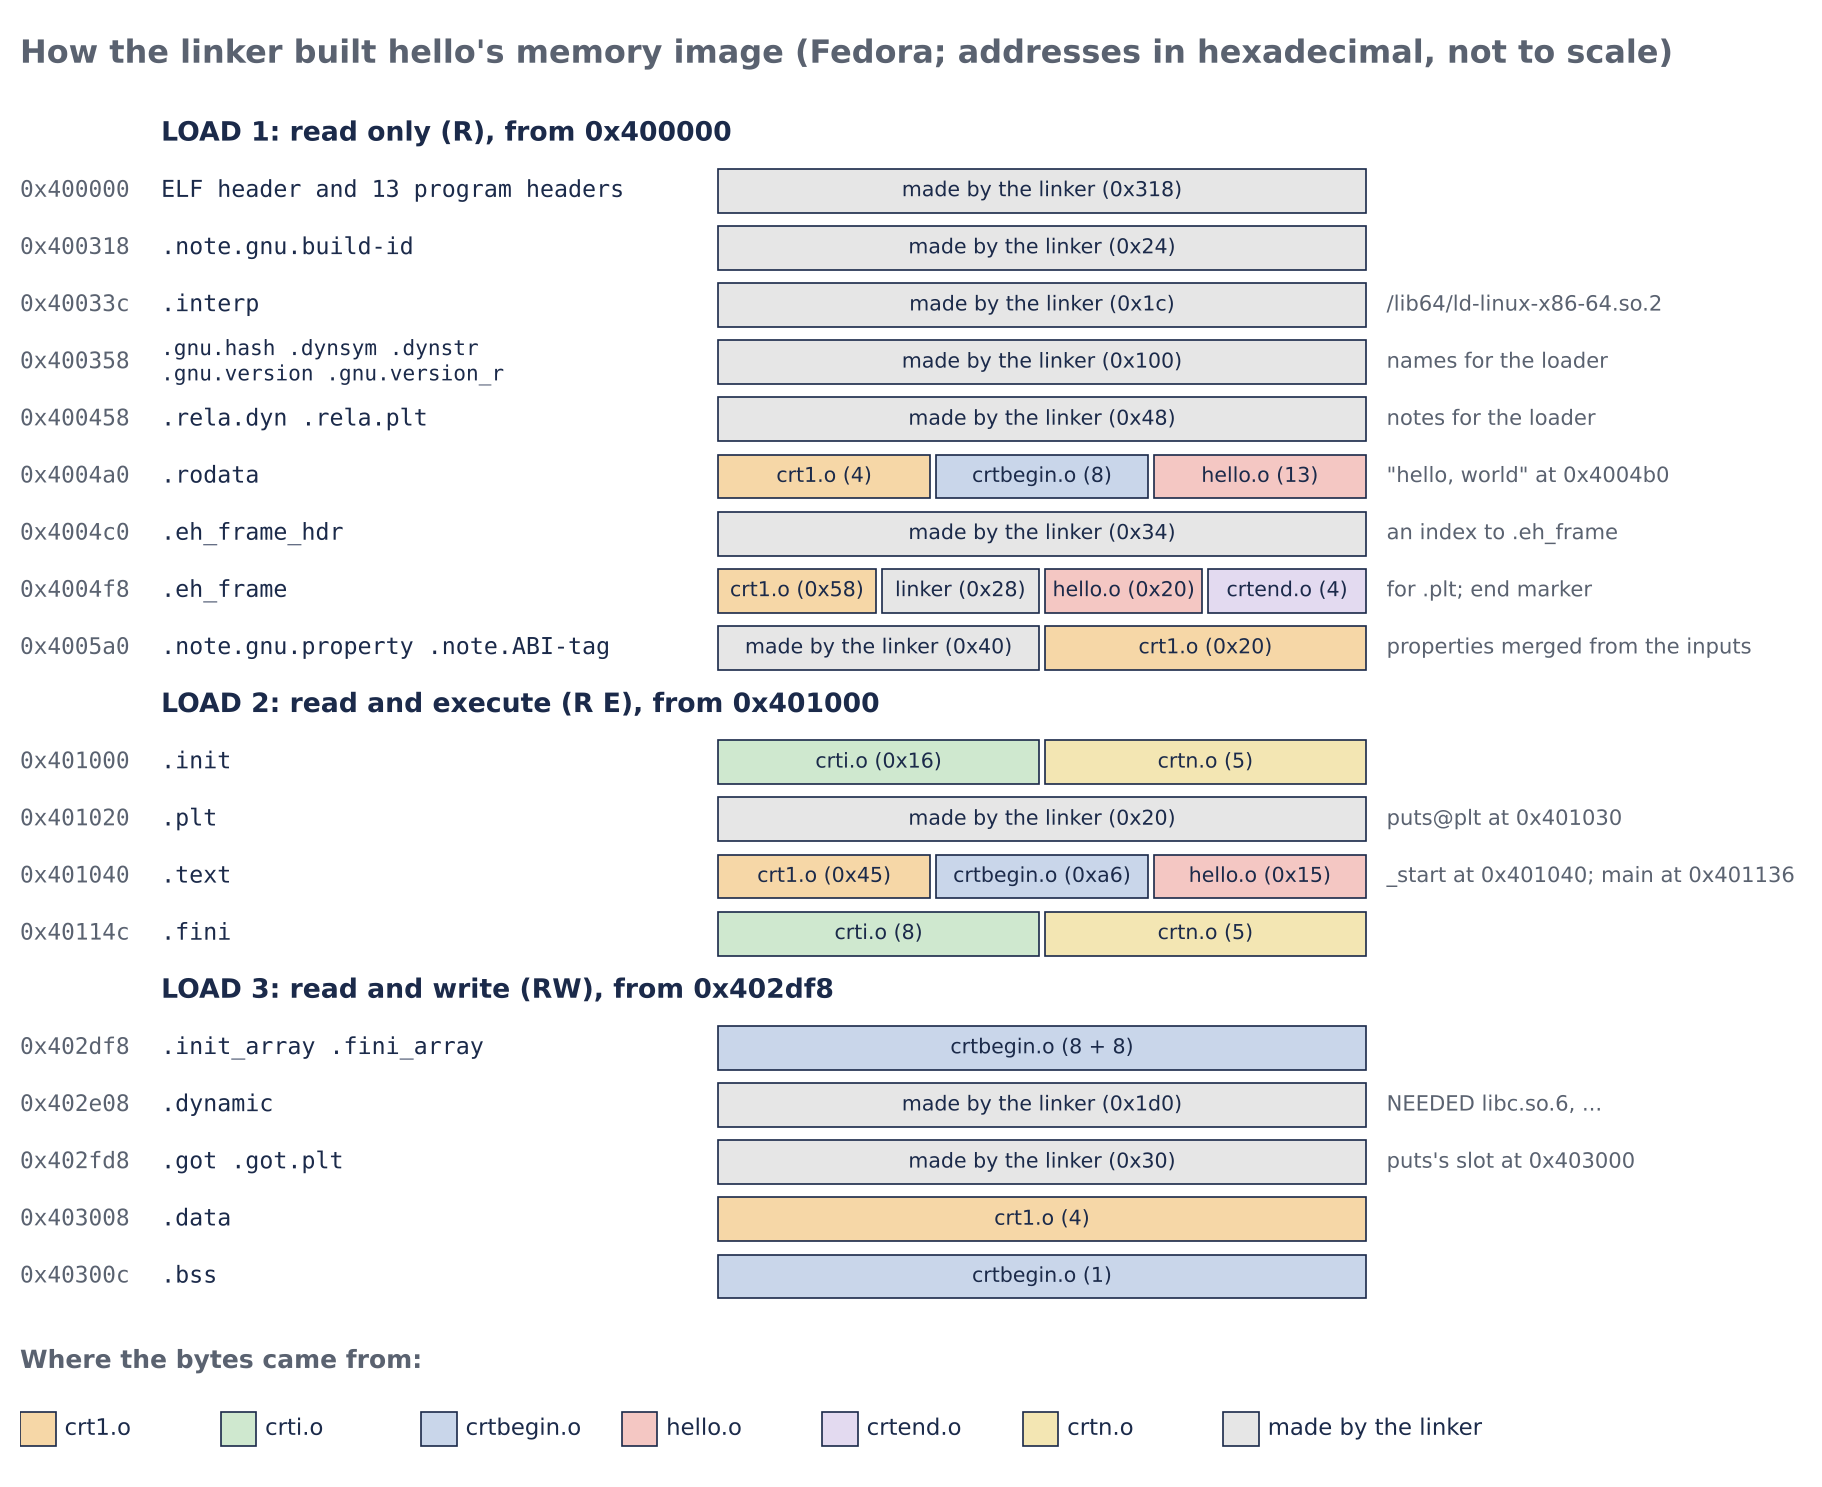 How the linker built hello's memory image (Fedora; addresses in hexadecimal, not to scale)
LOAD 1: read only (R), from 0x400000
0x400000 ELF header and 13 program headers made by the linker (0x318)
0x400318 .note.gnu.build-id made by the linker (0x24)
0x40033c .interp made by the linker (0x1c) /lib64/ld-linux-x86-64.so.2
0x400358 .gnu.hash .dynsym .dynstr
.gnu.version .gnu.version_r made by the linker (0x100) names for the loader
0x400458 .rela.dyn .rela.plt made by the linker (0x48) notes for the loader
0x4004a0 .rodata crt1.o (4) crtbegin.o (8) hello.o (13) "hello, world" at 0x4004b0
0x4004c0 .eh_frame_hdr made by the linker (0x34) an index to .eh_frame
0x4004f8 .eh_frame crt1.o (0x58) linker (0x28) hello.o (0x20) crtend.o (4) for .plt; end marker
0x4005a0 .note.gnu.property .note.ABI-tag made by the linker (0x40) crt1.o (0x20) properties merged from the inputs
LOAD 2: read and execute (R E), from 0x401000
0x401000 .init crti.o (0x16) crtn.o (5)
0x401020 .plt made by the linker (0x20) puts@plt at 0x401030
0x401040 .text crt1.o (0x45) crtbegin.o (0xa6) hello.o (0x15) _start at 0x401040; main at 0x401136
0x40114c .fini crti.o (8) crtn.o (5)
LOAD 3: read and write (RW), from 0x402df8
0x402df8 .init_array .fini_array crtbegin.o (8 + 8)
0x402e08 .dynamic made by the linker (0x1d0) NEEDED libc.so.6, ...
0x402fd8 .got .got.plt made by the linker (0x30) puts's slot at 0x403000
0x403008 .data crt1.o (4)
0x40300c .bss crtbegin.o (1)
Where the bytes came from:
crt1.o crti.o crtbegin.o hello.o crtend.o crtn.o made by the linker